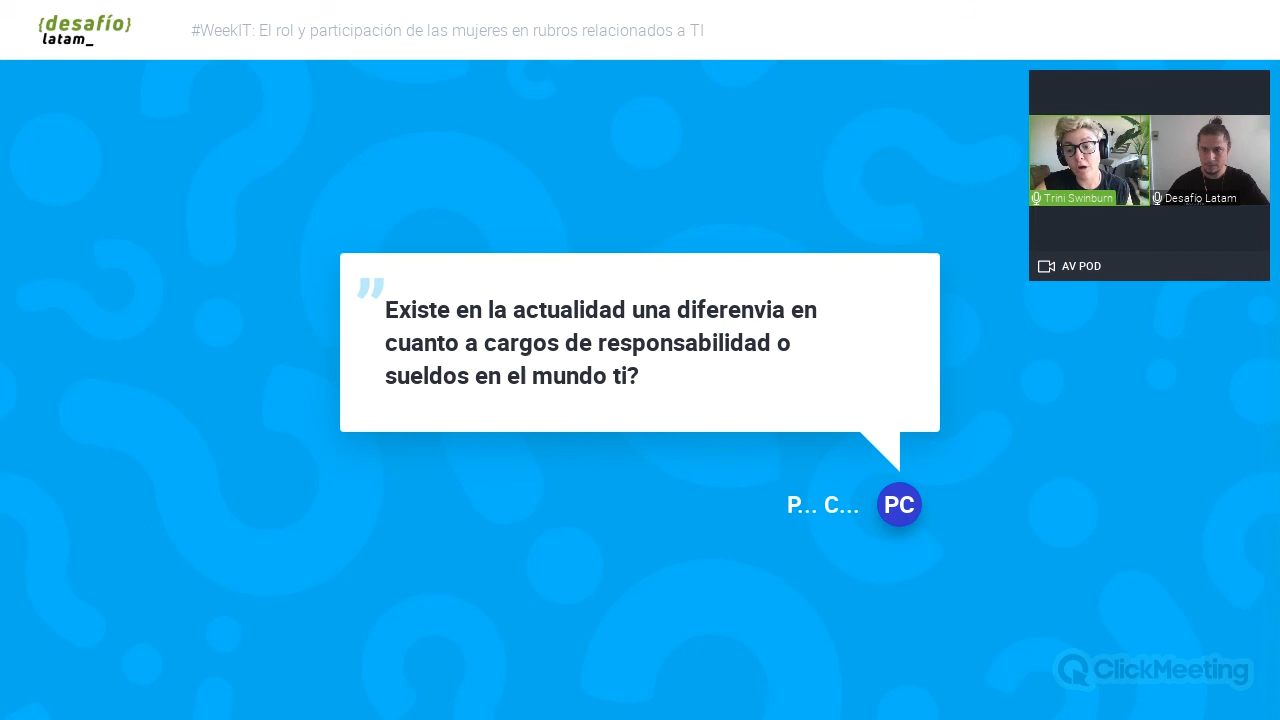 {desafío}
latam_
#WeekIT: El rol y participación de las mujeres en rubros relacionados a TI
Trini Swinburn
Desafío Latam
AV POD
Existe en la actualidad una diferenvia en
cuanto a cargos de responsabilidad o
sueldos en el mundo ti?
P... C...
PC
ClickMeeting